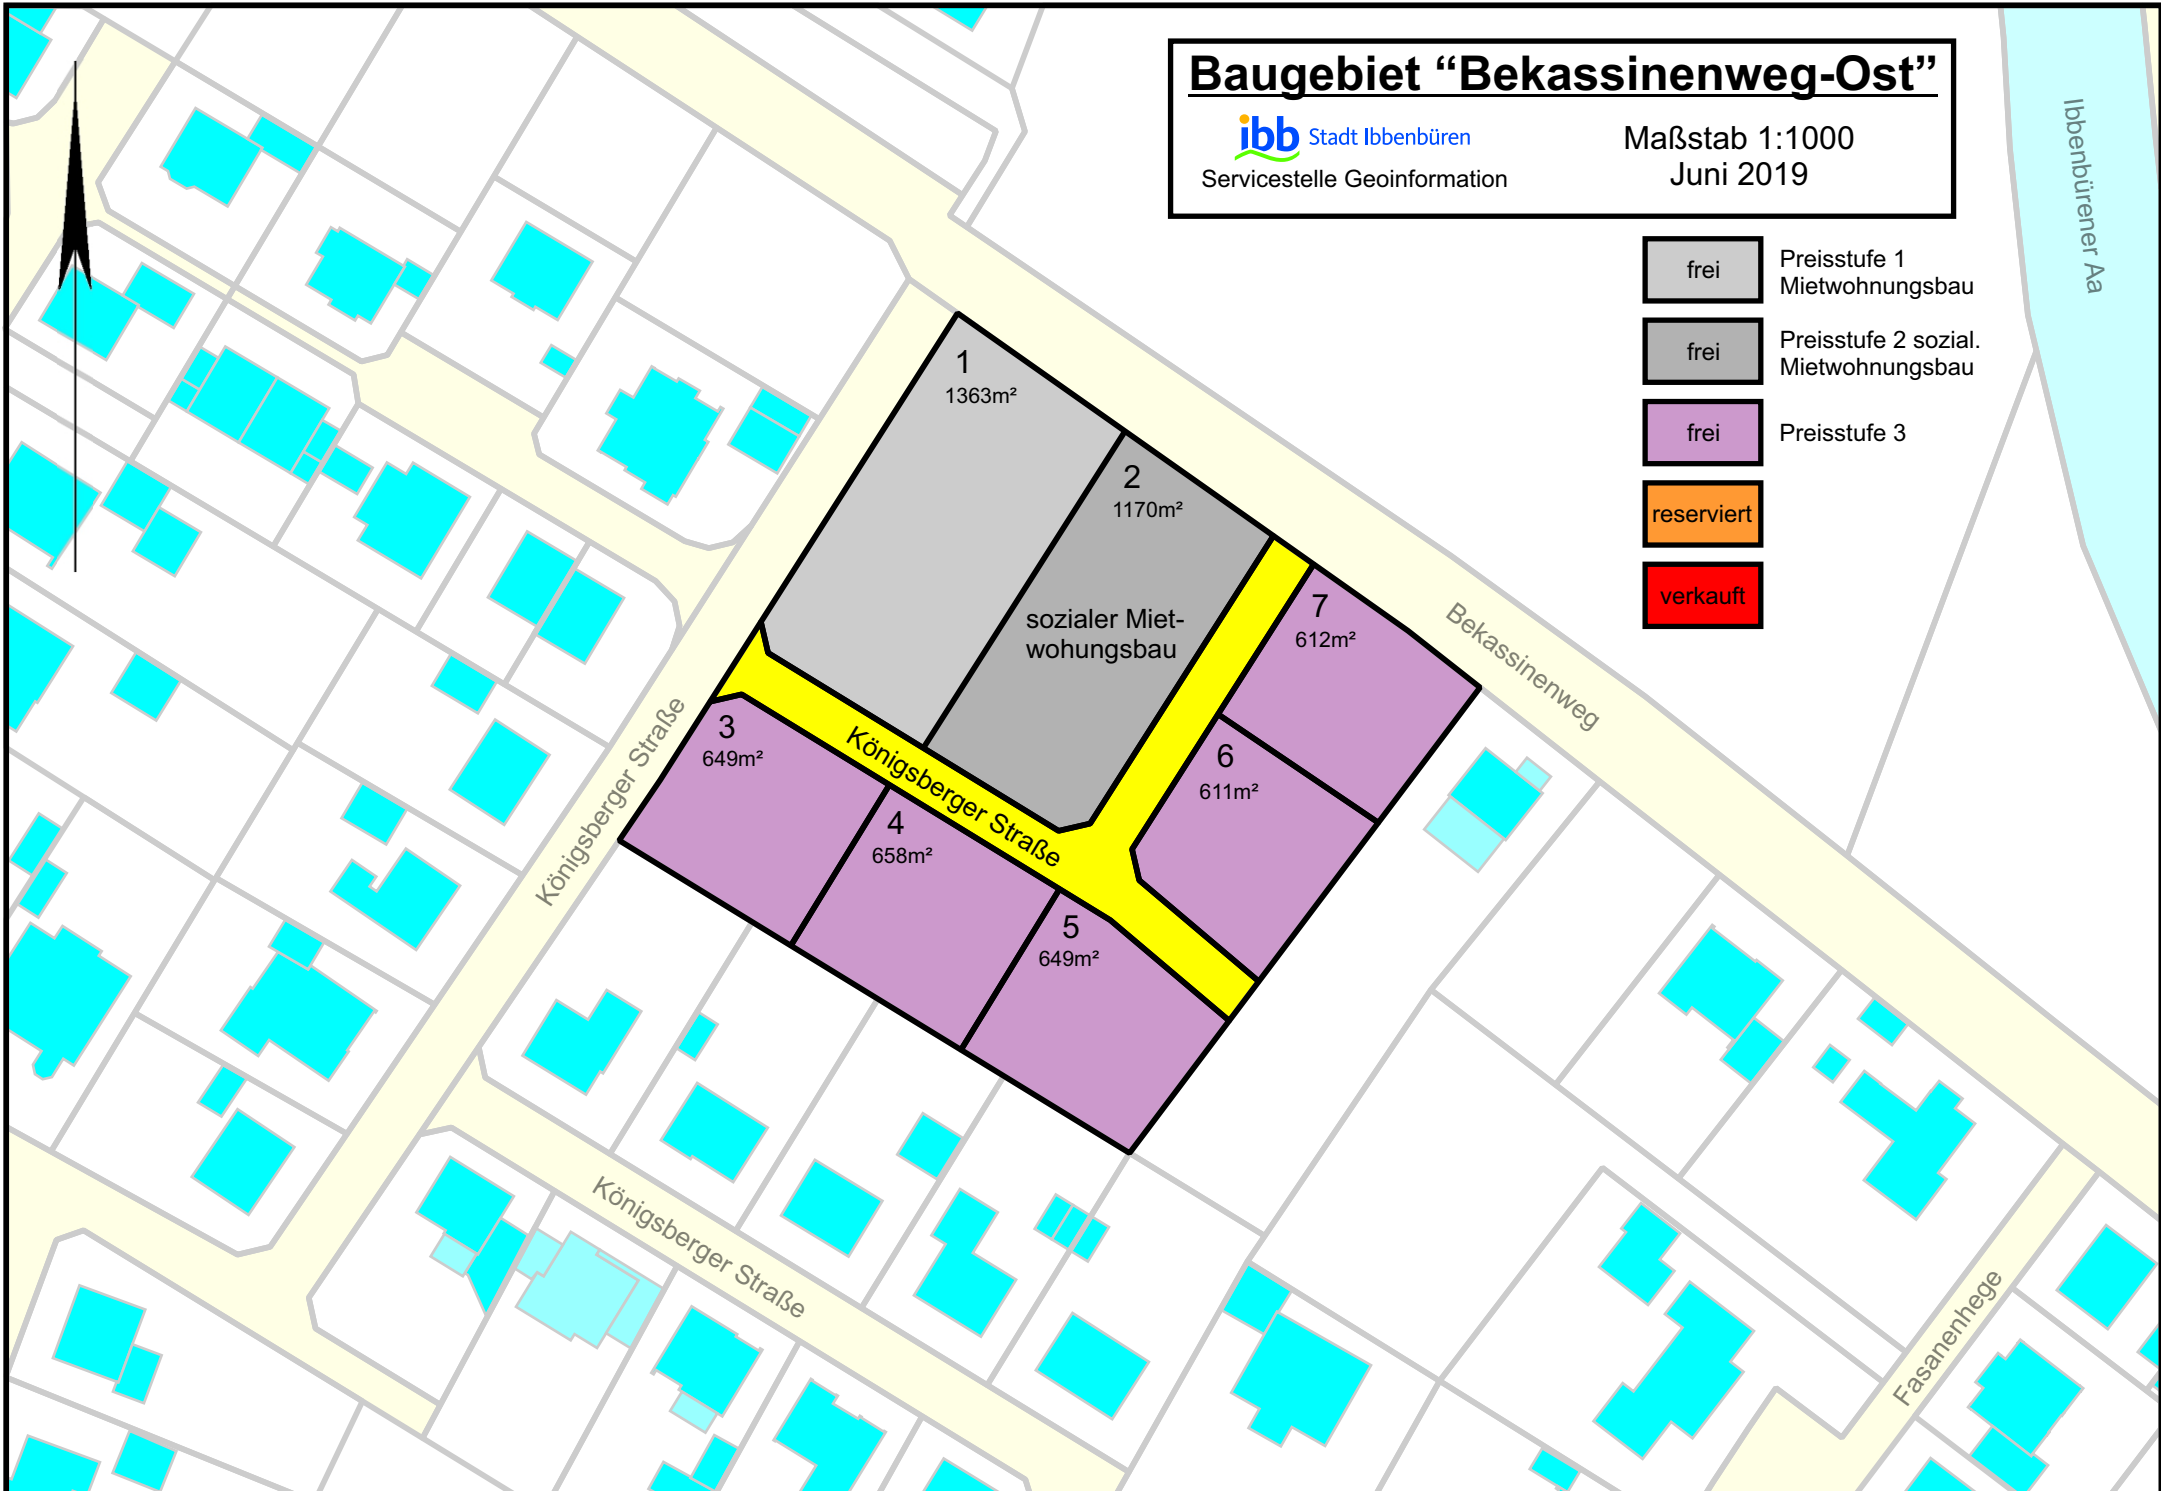 Baugebiet “Bekassinenweg-Ost”
ibb Stadt Ibbenbüren
Servicestelle Geoinformation
Maßstab 1:1000
Juni 2019
Ibbenbürener Aa
frei
Preisstufe 1
Mietwohnungsbau
frei
Preisstufe 2 sozial.
Mietwohnungsbau
frei
Preisstufe 3
reserviert
verkauft
1
1363m²
2
1170m²
sozialer Miet-
wohungsbau
7
612m²
Bekassinenweg
3
649m²
Königsberger Straße
6
611m²
4
658m²
Königsberger Straße
5
649m²
Königsberger Straße
Fasanenhege